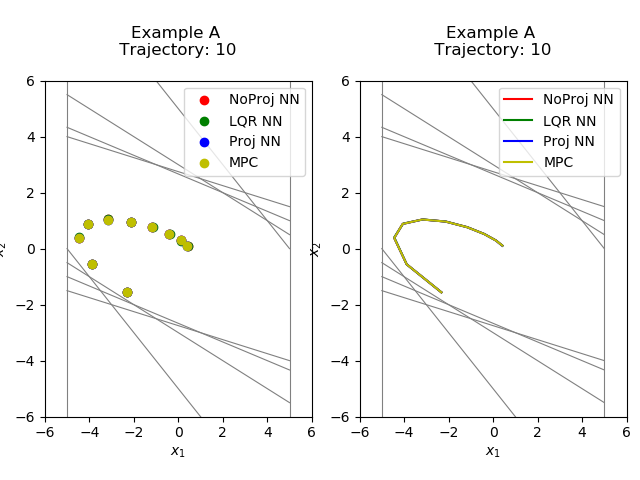 Example A
Trajectory: 10
6
4
2
0
−2
−4
−6
x2
NoProj NN
LQR NN
Proj NN
MPC
−6 −4 −2 0 2 4 6
x1
Example A
Trajectory: 10
6
4
2
0
−2
−4
−6
x2
NoProj NN
LQR NN
Proj NN
MPC
−6 −4 −2 0 2 4 6
x1